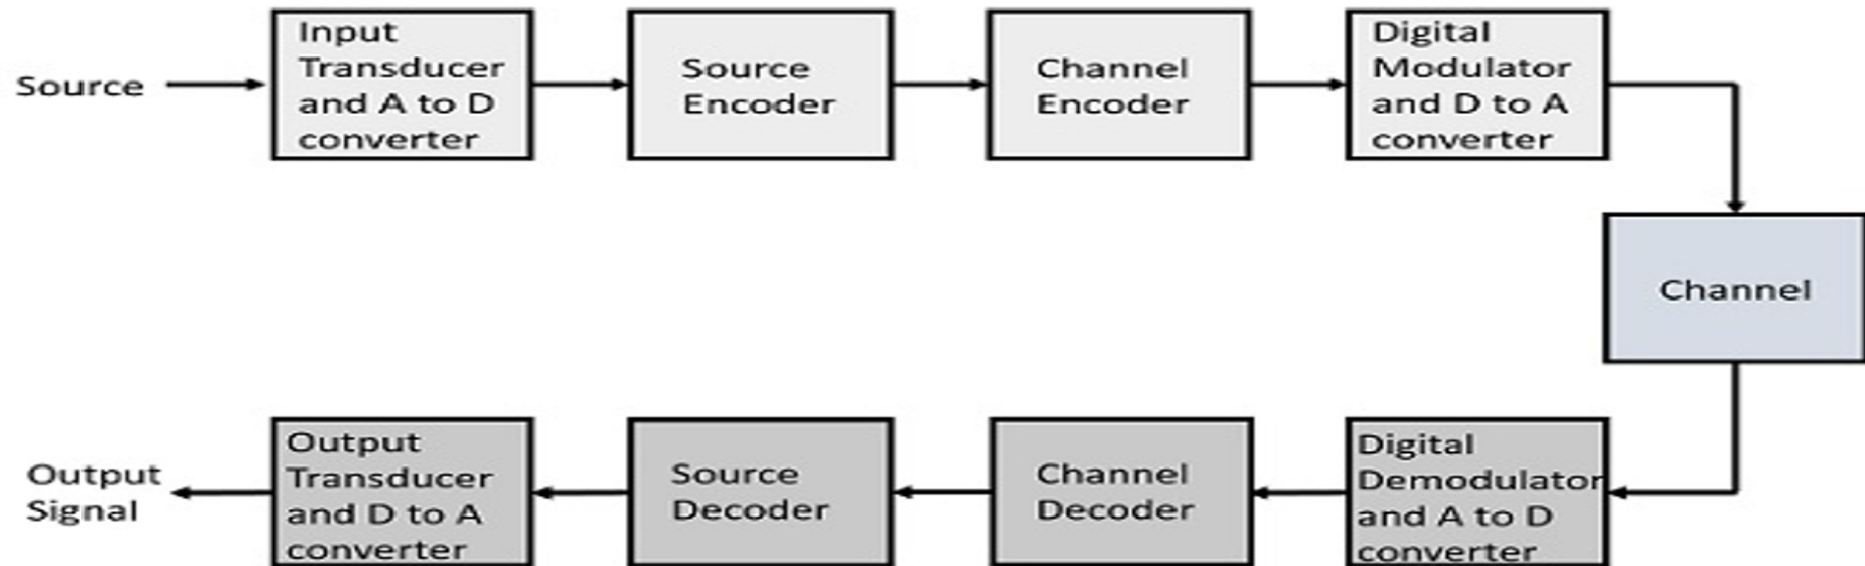 Source
Input
Transducer
and A to D
converter
Source
Encoder
Channel
Encoder
Digital
Modulator
and D to A
converter
Channel
Digital
Demodulator
and A to D
converter
Channel
Decoder
Source
Decoder
Output
Transducer
and D to A
converter
Output
Signal